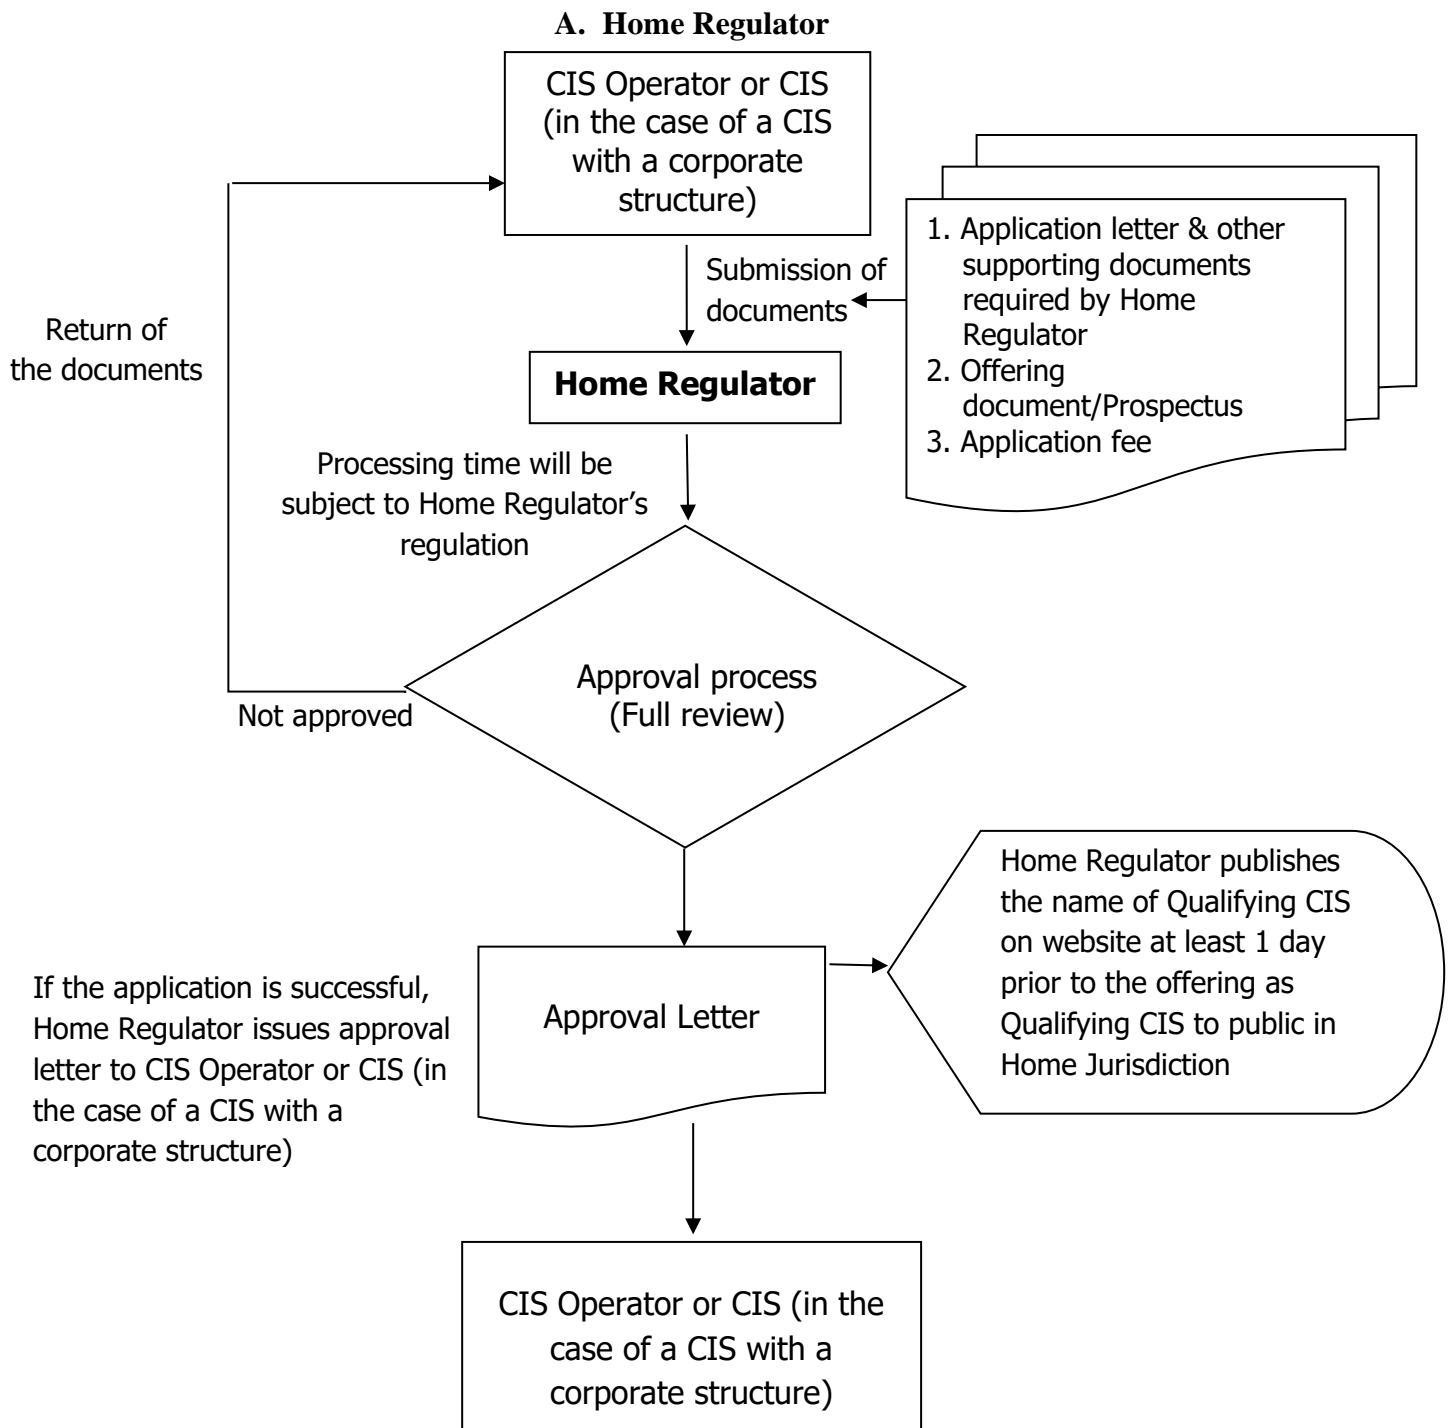 A. Home Regulator
CIS Operator or CIS
(in the case of a CIS
with a corporate
structure)
Submission of
documents
1. Application letter & other
supporting documents
required by Home
Regulator
2. Offering
document/Prospectus
3. Application fee
Return of
the documents
Home Regulator
Processing time will be
subject to Home Regulator’s
regulation
Approval process
(Full review)
Not approved
Home Regulator publishes
the name of Qualifying CIS
on website at least 1 day
prior to the offering as
Qualifying CIS to public in
Home Jurisdiction
If the application is successful,
Home Regulator issues approval
letter to CIS Operator or CIS (in
the case of a CIS with a
corporate structure)
Approval Letter
CIS Operator or CIS (in the
case of a CIS with a
corporate structure)